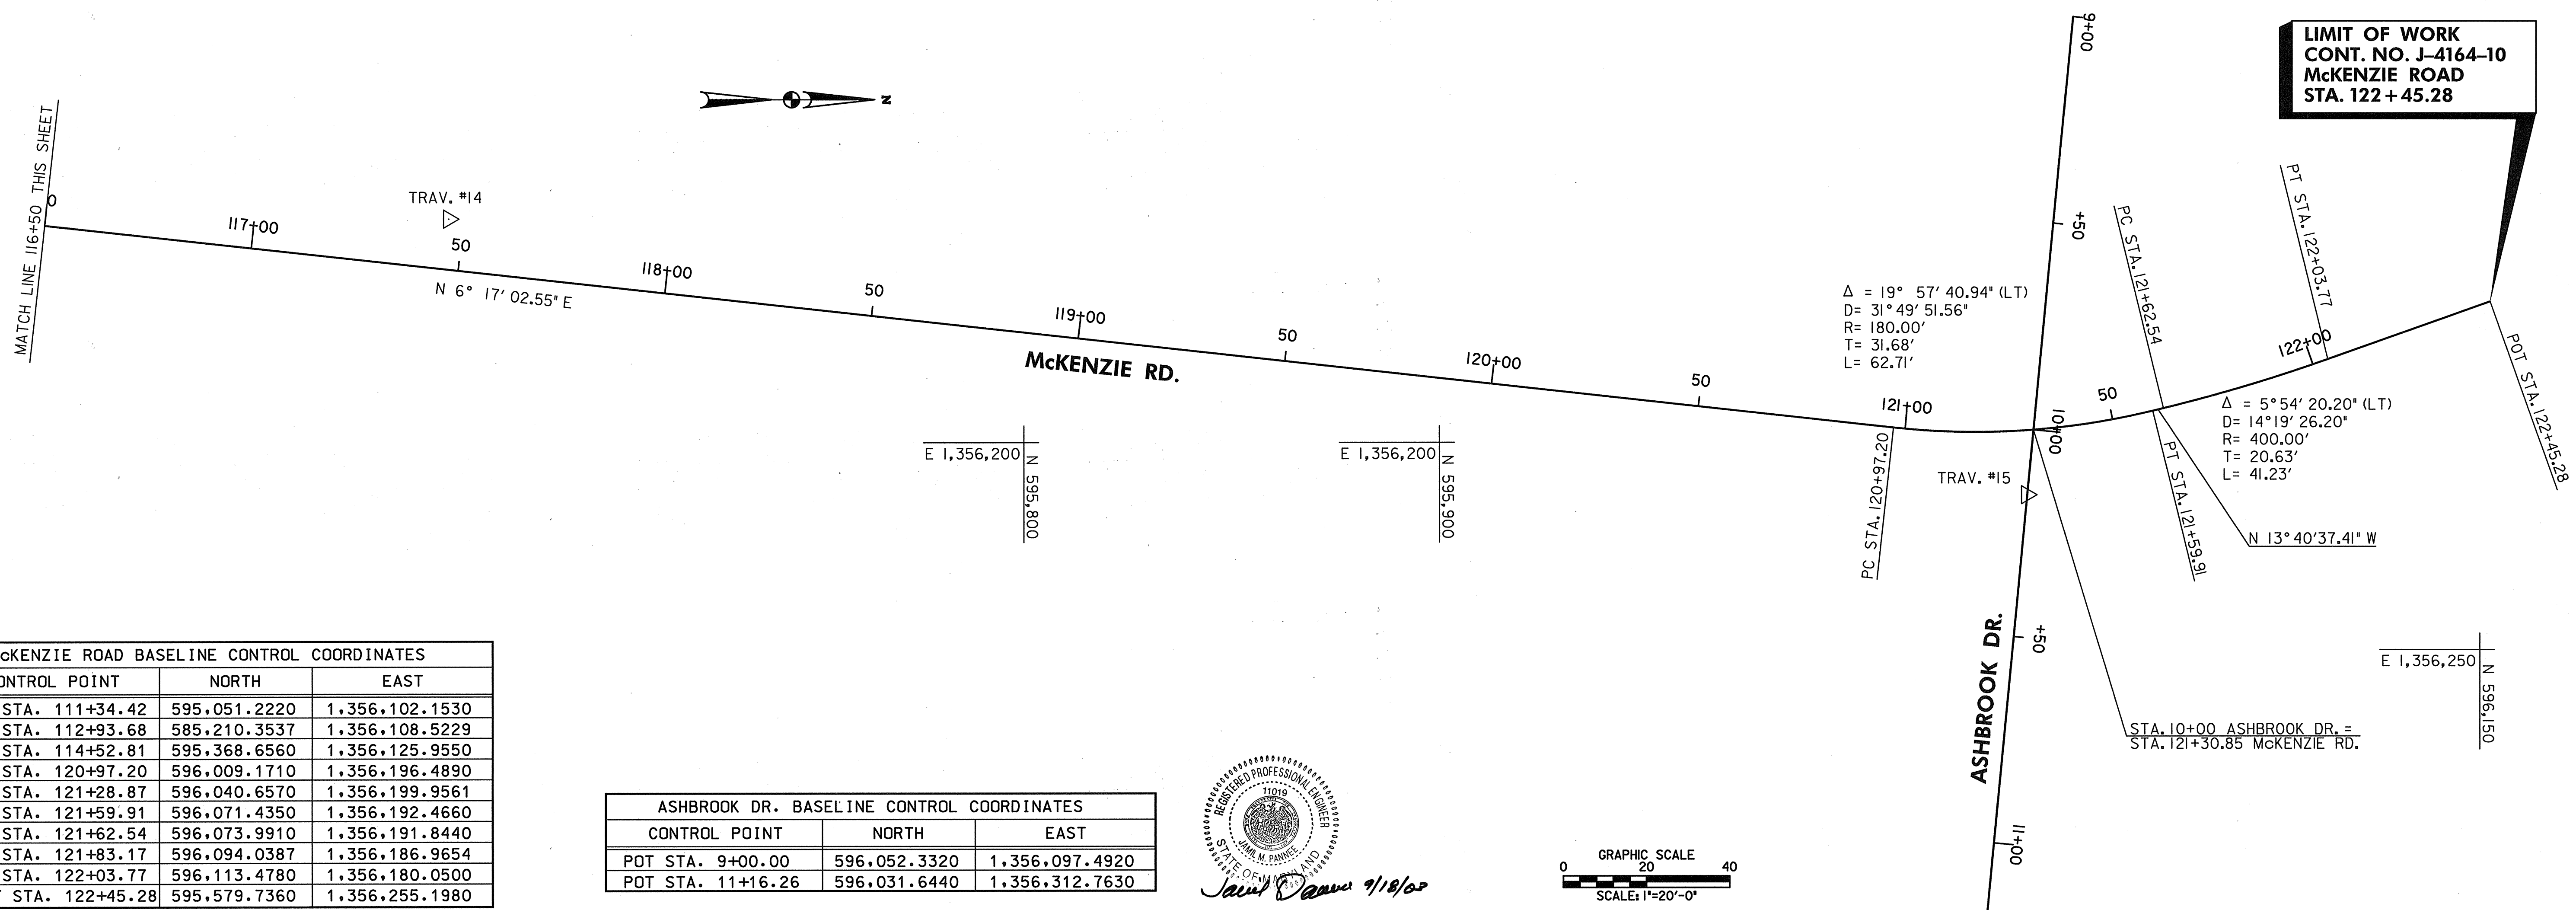 LIMIT OF WORK
CONT. NO. J-4164-10
McKENZIE ROAD
STA. 122+45.28
N
MATCH LINE 116+50 THIS SHEET
0
117+00
TRAV. #14
50
N 6° 17' 02.55" E
118+00
50
119+00
50
McKENZIE RD.
120+00
50
121+00
E 1,356,200
N 595,800
E 1,356,200
N 595,900
PC STA. 120+97.20
Δ = 19° 57' 40.94" (LT)
D= 31° 49' 51.56"
R= 180.00'
T= 31.68'
L= 62.71'
9+00
+50
10+00
TRAV. #15
+50
ASHBROOK DR.
11+00
50
PC STA. 121+62.54
PT STA. 122+03.77
122+00
PT STA. 121+59.91
POT STA. 122+45.28
Δ = 5° 54' 20.20" (LT)
D= 14° 19' 26.20"
R= 400.00'
T= 20.63'
L= 41.23'
N 13° 40' 37.41" W
STA. 10+00 ASHBROOK DR. =
STA. 121+30.85 McKENZIE RD.
E 1,356,250
N 596,150
cKENZIE ROAD BASELINE CONTROL COORDINATES
ONTROL POINT NORTH EAST
STA. 111+34.42 595,051.2220 1,356,102.1530
STA. 112+93.68 585,210.3537 1,356,108.5229
STA. 114+52.81 595,368.6560 1,356,125.9550
STA. 120+97.20 596,009.1710 1,356,196.4890
STA. 121+28.87 596,040.6570 1,356,199.9561
STA. 121+59.91 596,071.4350 1,356,192.4660
STA. 121+62.54 596,073.9910 1,356,191.8440
STA. 121+83.17 596,094.0387 1,356,186.9654
STA. 122+03.77 596,113.4780 1,356,180.0500
T STA. 122+45.28 595,579.7360 1,356,255.1980
ASHBROOK DR. BASELINE CONTROL COORDINATES
CONTROL POINT NORTH EAST
POT STA. 9+00.00 596,052.3320 1,356,097.4920
POT STA. 11+16.26 596,031.6440 1,356,312.7630
REGISTERED PROFESSIONAL ENGINEER
11019
JAMIL M. PANNEE
STATE OF MARYLAND
9/18/08
GRAPHIC SCALE
0 20 40
SCALE: 1"=20'-0"